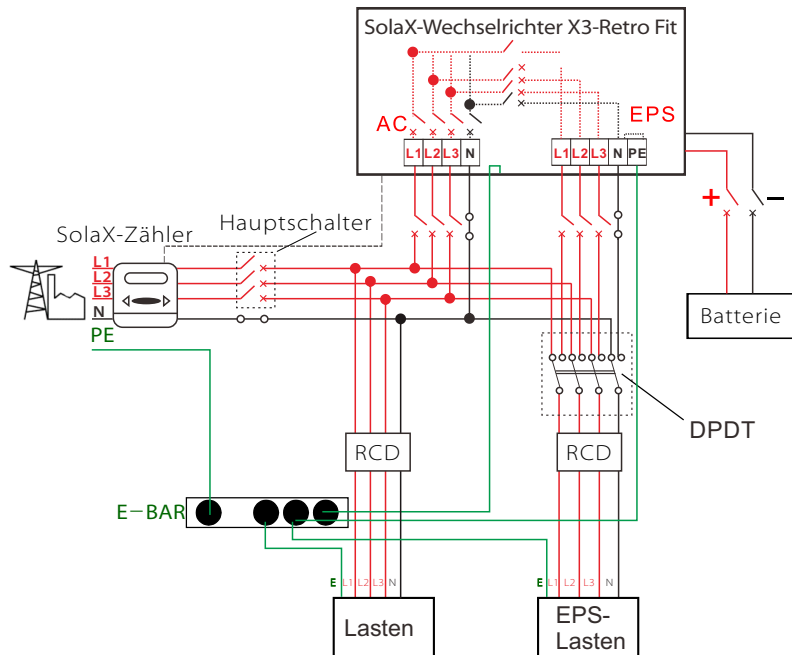 SolaX-Wechselrichter X3-Retro Fit
AC
EPS
L1 L2 L3 N
L1 L2 L3 N PE
+ −
Hauptschalter
SolaX-Zähler
L1
L2
L3
N
PE
Batterie
DPDT
RCD
RCD
E-BAR
E L1 L2 L3 N
E L1 L2 L3 N
Lasten
EPS-
Lasten